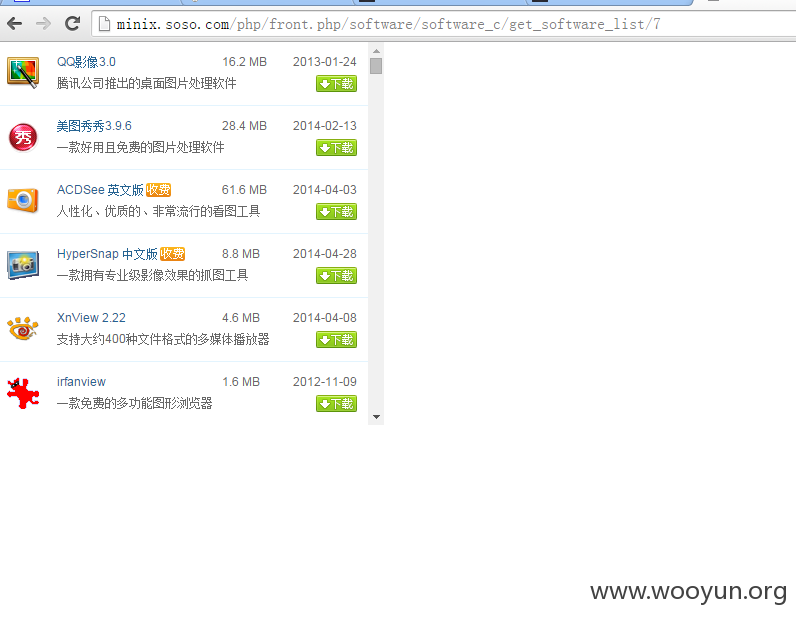 minix.soso.com/php/front.php/software/software_c/get_software_list/7
QQ影像3.0 16.2 MB 2013-01-24
腾讯公司推出的桌面图片处理软件 下载
秀 美图秀秀3.9.6 28.4 MB 2014-02-13
一款好用且免费的图片处理软件 下载
ACDSee 英文版 收费 61.6 MB 2014-04-03
人性化、优质的、非常流行的看图工具 下载
HyperSnap 中文版 收费 8.8 MB 2014-04-28
一款拥有专业级影像效果的抓图工具 下载
XnView 2.22 4.6 MB 2014-04-08
支持大约400种文件格式的多媒体播放器 下载
irfanview 1.6 MB 2012-11-09
一款免费的多功能图形浏览器 下载
www.wooyun.org